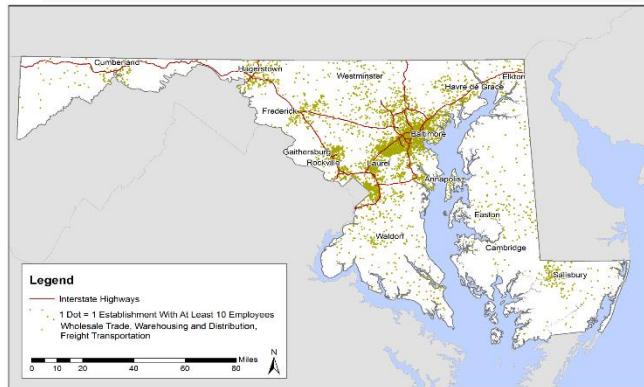 Cumberland
Hagerstown
Westminster
Elkton
Havre de Grace
Frederick
Baltimore
Gaithersburg
Rockville
Laurel
Annapolis
Easton
Waldorf
Cambridge
Salisbury
Legend
Interstate Highways
1 Dot = 1 Establishment With At Least 10 Employees
Wholesale Trade, Warehousing and Distribution,
Freight Transportation
0 5 10 20 40 60 80 Miles
N